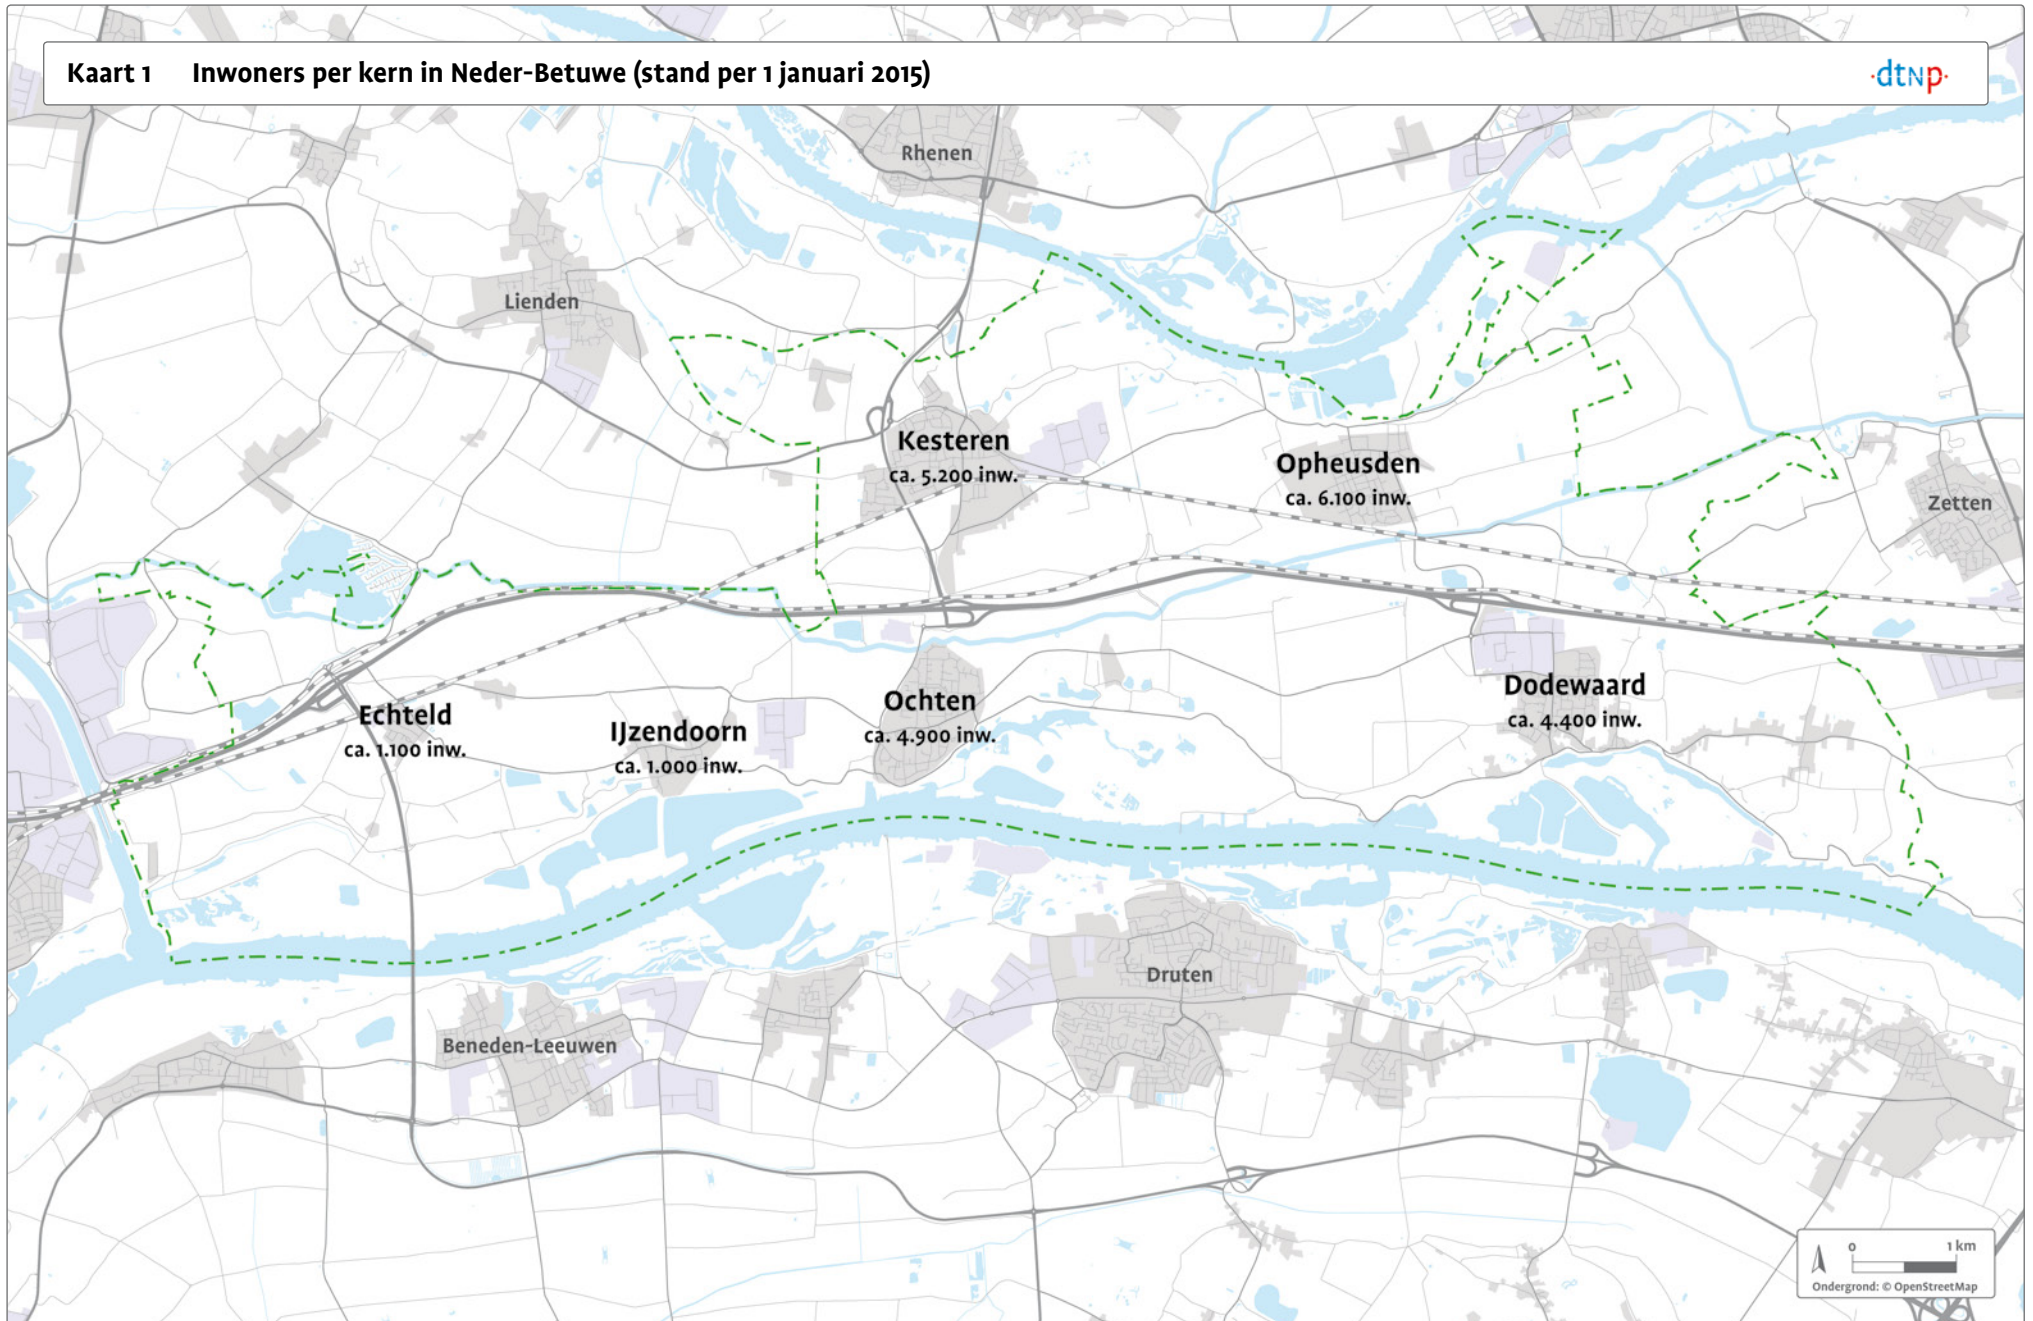 Kaart 1 Inwoners per kern in Neder-Betuwe (stand per 1 januari 2015)
·dtNp·
Rhenen
Lienden
Kesteren
ca. 5.200 inw.
Opheusden
ca. 6.100 inw.
Zetten
Echteld
ca. 1.100 inw.
IJzendoorn
ca. 1.000 inw.
Ochten
ca. 4.900 inw.
Dodewaard
ca. 4.400 inw.
Druten
Beneden-Leeuwen
0 1 km
Ondergrond: © OpenStreetMap